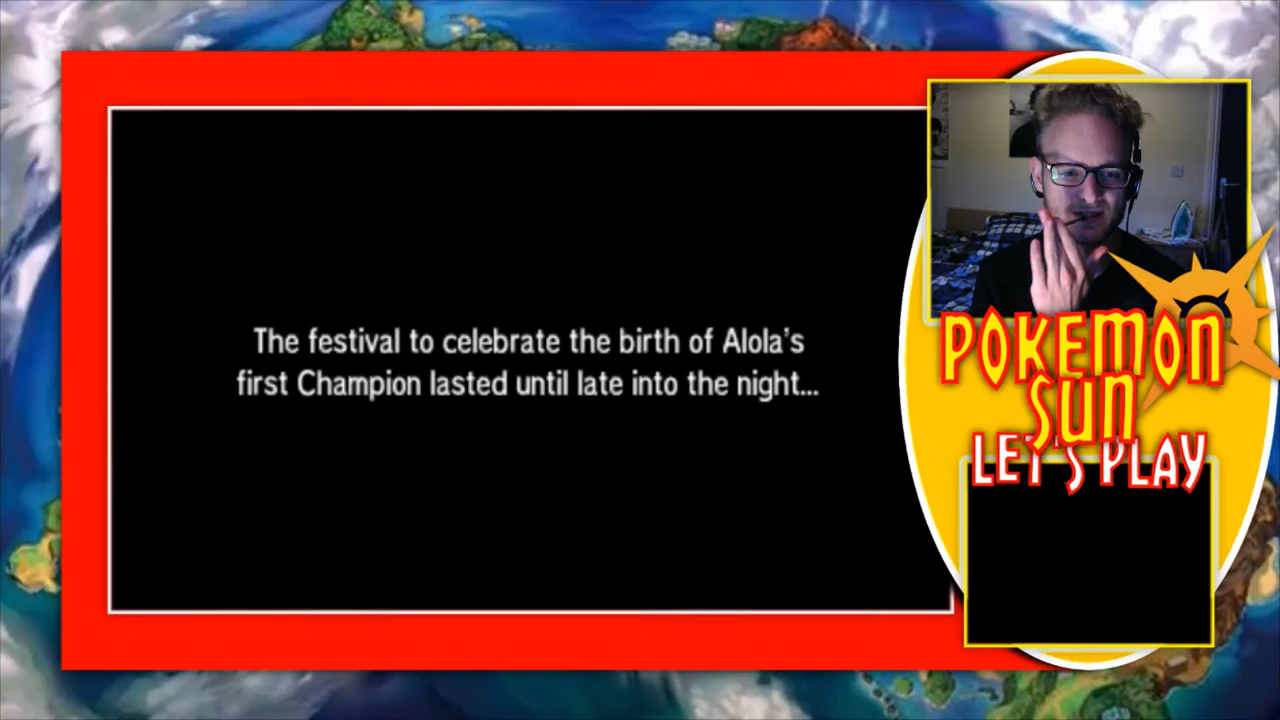 The festival to celebrate the birth of Alola's
first Champion lasted until late into the night...
POKEMON
SUN
LET'S PLAY